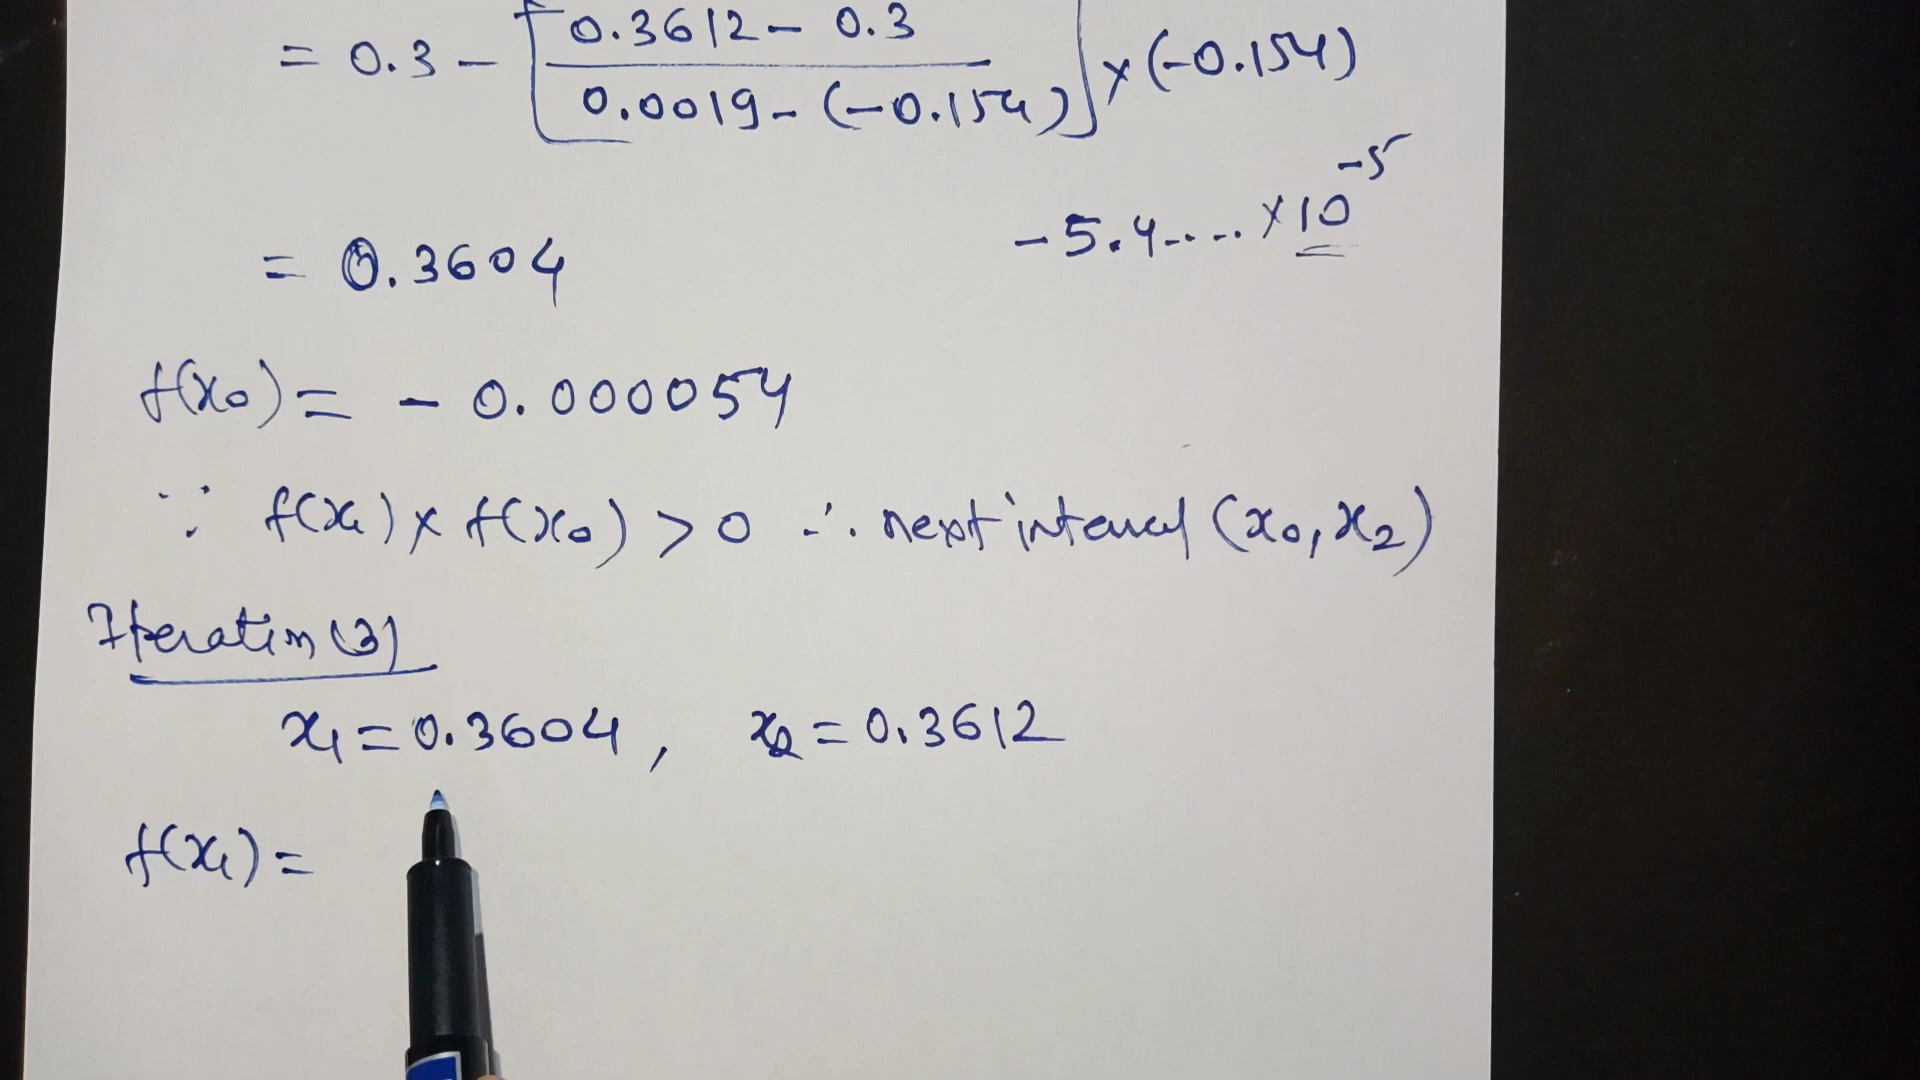 = 0.3 - [ 0.3612 - 0.3 / 0.0019 - (-0.154) ] × (-0.154)
-5.4.... × 10^-5
= 0.3604
f(x₀) = - 0.000054
∵ f(x₁) × f(x₀) > 0 ∴ next interval (x₀, x₂)
Iteration (3)
x₁ = 0.3604 , x₂ = 0.3612
f(x₁) =